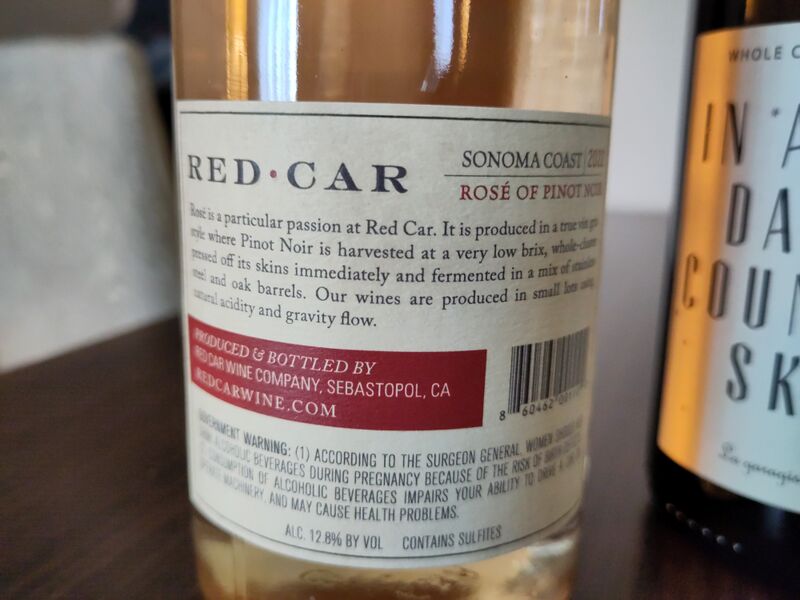 RED·CAR
SONOMA COAST
ROSÉ OF PINOT NOIR
Rosé is a particular passion at Red Car. It is produced in a true vin gris
style where Pinot Noir is harvested at a very low brix, whole-cluster
pressed off its skins immediately and fermented in a mix of stainless
steel and oak barrels. Our wines are produced in small lots using
natural acidity and gravity flow.
PRODUCED & BOTTLED BY
RED CAR WINE COMPANY, SEBASTOPOL, CA
REDCARWINE.COM
8 60462
GOVERNMENT WARNING: (1) ACCORDING TO THE SURGEON GENERAL, WOMEN SHOULD NOT
DRINK ALCOHOLIC BEVERAGES DURING PREGNANCY BECAUSE OF THE RISK OF BIRTH DEFECTS.
(2) CONSUMPTION OF ALCOHOLIC BEVERAGES IMPAIRS YOUR ABILITY TO DRIVE A CAR OR
OPERATE MACHINERY, AND MAY CAUSE HEALTH PROBLEMS.
ALC. 12.8% BY VOL CONTAINS SULFITES
WHOLE
IN A
DA
COUN
SK